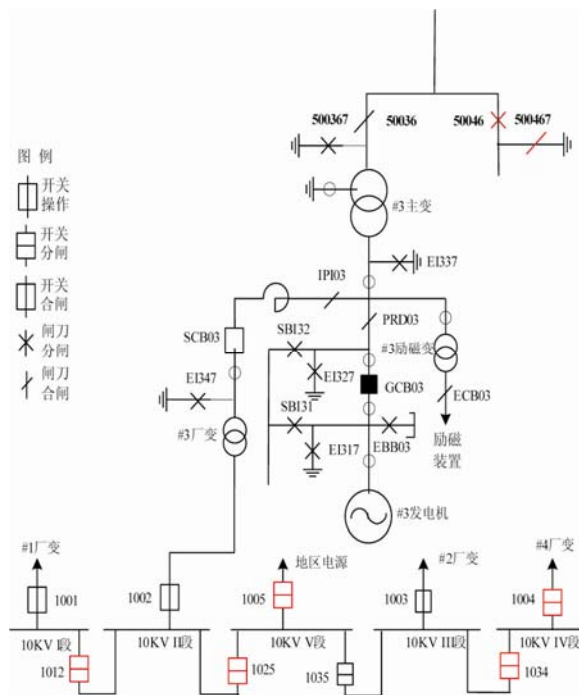 500367
50036
50046
500467
图 例
开关
操作
开关
分闸
开关
合闸
闸刀
分闸
闸刀
合闸
#3主变
EI337
IPI03
PRD03
SCB03
SBI32
#3励磁变
EI327
GCB03
ECB03
EI347
SBI31
EI317
EBB03
励磁
装置
#3厂变
#3发电机
#1厂变
地区电源
#2厂变
#4厂变
1001
1002
1005
1003
1004
10KV I段
10KV II段
10KV V段
10KV III段
10KV IV段
1012
1025
1035
1034